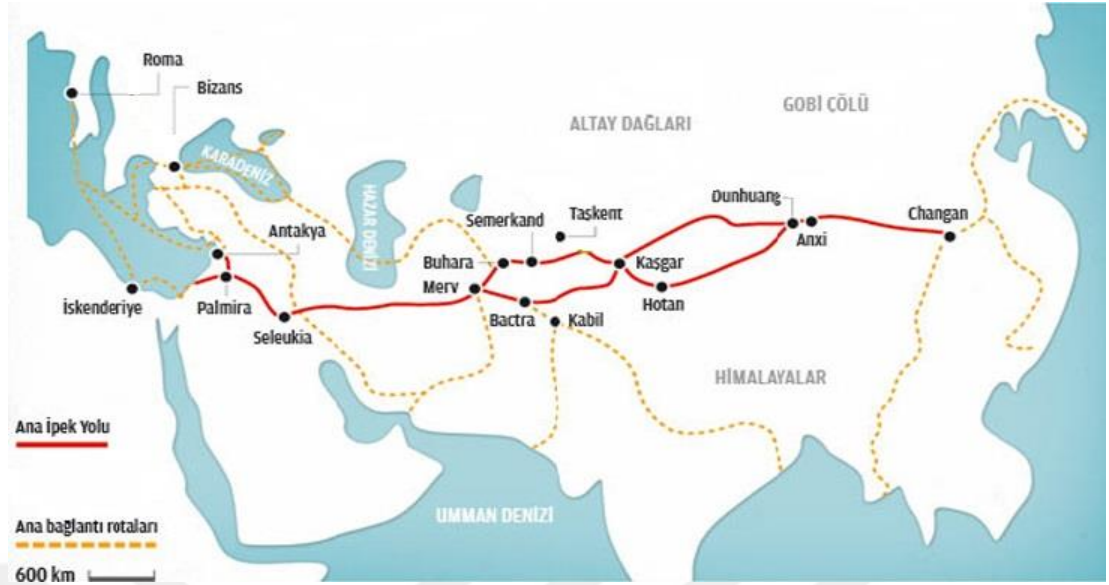 Roma
Bizans
GOBİ ÇÖLÜ
ALTAY DAĞLARI
KARADENİZ
HAZAR DENİZİ
Dunhuang
Taşkent
Semerkand
Changan
Antakya
Anxi
Buhara
Kaşgar
Merv
Hotan
İskenderiye
Palmira
Bactra
Kabil
Seleukia
HİMALAYALAR
Ana İpek Yolu
UMMAN DENİZİ
Ana bağlantı rotaları
600 km